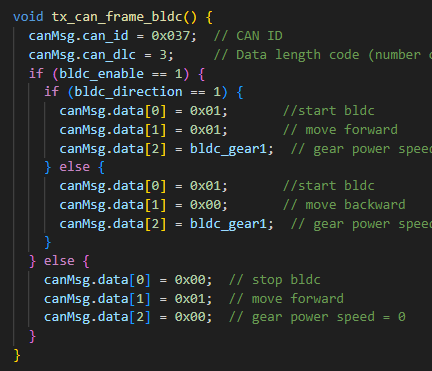 void tx_can_frame_bldc() {
  canMsg.can_id = 0x037;  // CAN ID
  canMsg.can_dlc = 3;     // Data length code (number
  if (bldc_enable == 1) {
    if (bldc_direction == 1) {
      canMsg.data[0] = 0x01;       //start bldc
      canMsg.data[1] = 0x01;       // move forward
      canMsg.data[2] = bldc_gear1;  // gear power speed
    } else {
      canMsg.data[0] = 0x01;       //start bldc
      canMsg.data[1] = 0x00;       // move backward
      canMsg.data[2] = bldc_gear1;  // gear power speed
    }
  } else {
    canMsg.data[0] = 0x00;  // stop bldc
    canMsg.data[1] = 0x01;  // move forward
    canMsg.data[2] = 0x00;  // gear power speed = 0
  }
}